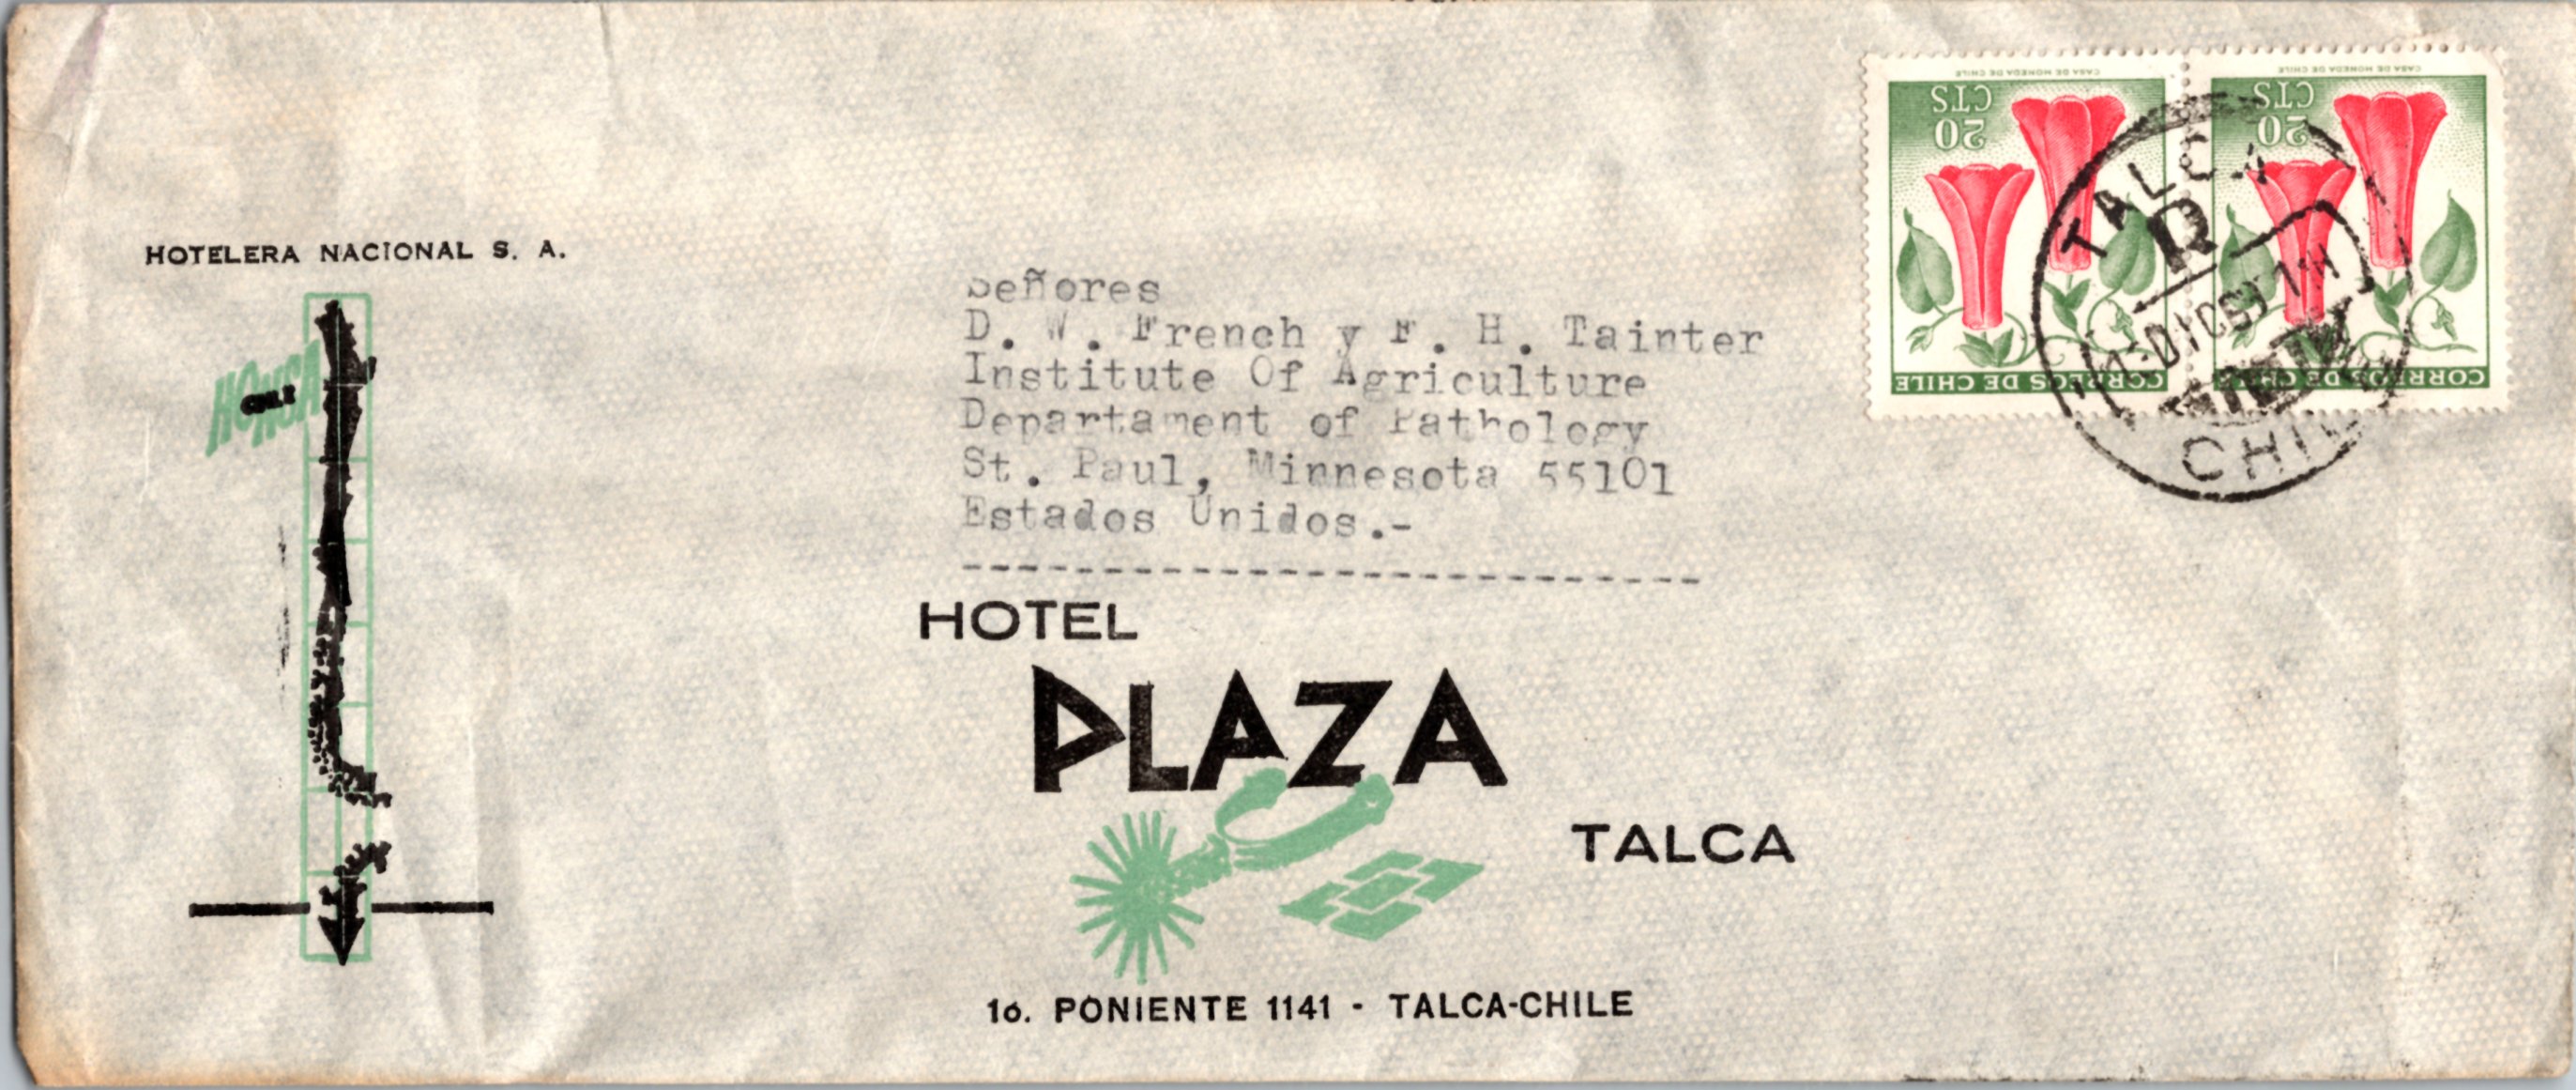 HOTELERA NACIONAL S. A.
HONSA
CHILE
Señores
D. W. French y F. H. Tainter
Institute Of Agriculture
Departament of Pathology
St. Paul, Minnesota 55101
Estados Unidos.-
---------------------------
HOTEL
PLAZA
TALCA
1o. PONIENTE 1141 - TALCA-CHILE
CASA DE MONEDA DE CHILE
20
CTS
CORREOS DE CHILE
CASA DE MONEDA DE CHILE
20
CTS
CORREOS DE CHILE
TALCA
R
CHILE